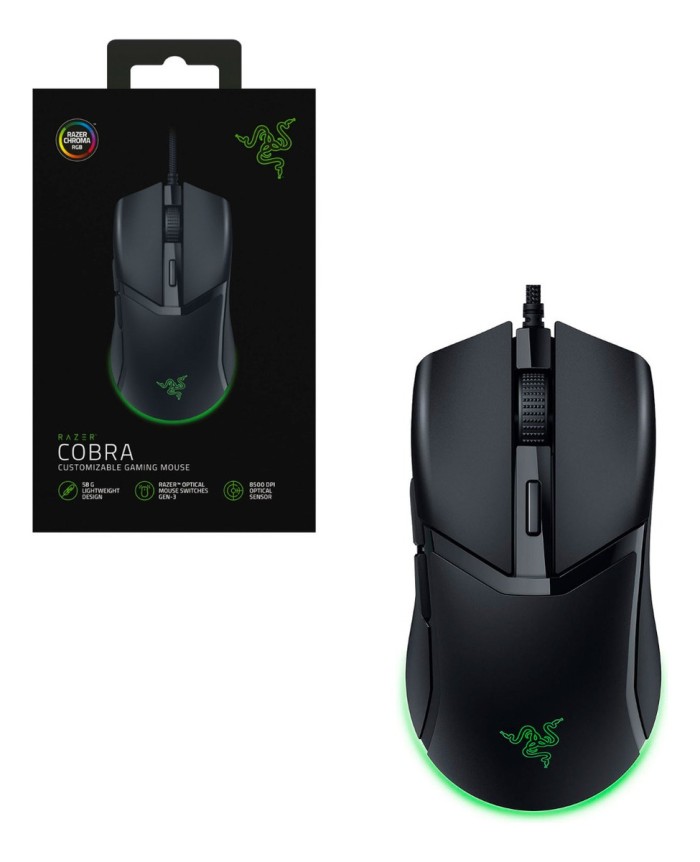 RAZER
CHROMA
RGB
RAZER™
COBRA
CUSTOMIZABLE GAMING MOUSE
58 G
LIGHTWEIGHT
DESIGN
RAZER™ OPTICAL
MOUSE SWITCHES
GEN-3
8500 DPI
OPTICAL
SENSOR